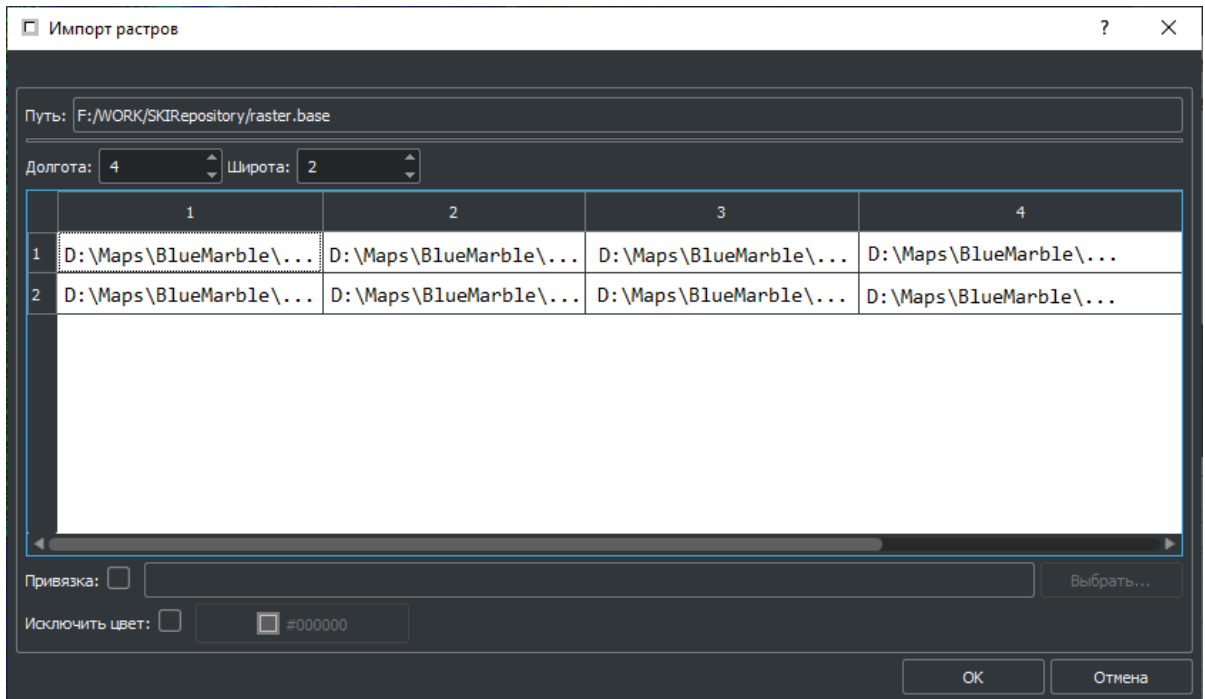 Импорт растров ?
Путь: F:/WORK/SKIRepository/raster.base
Долгота: 4 Широта: 2
1 2 3 4
1 D:\Maps\BlueMarble\... D:\Maps\BlueMarble\... D:\Maps\BlueMarble\... D:\Maps\BlueMarble\...
2 D:\Maps\BlueMarble\... D:\Maps\BlueMarble\... D:\Maps\BlueMarble\... D:\Maps\BlueMarble\...
Привязка: Выбрать...
Исключить цвет: #000000
OK Отмена